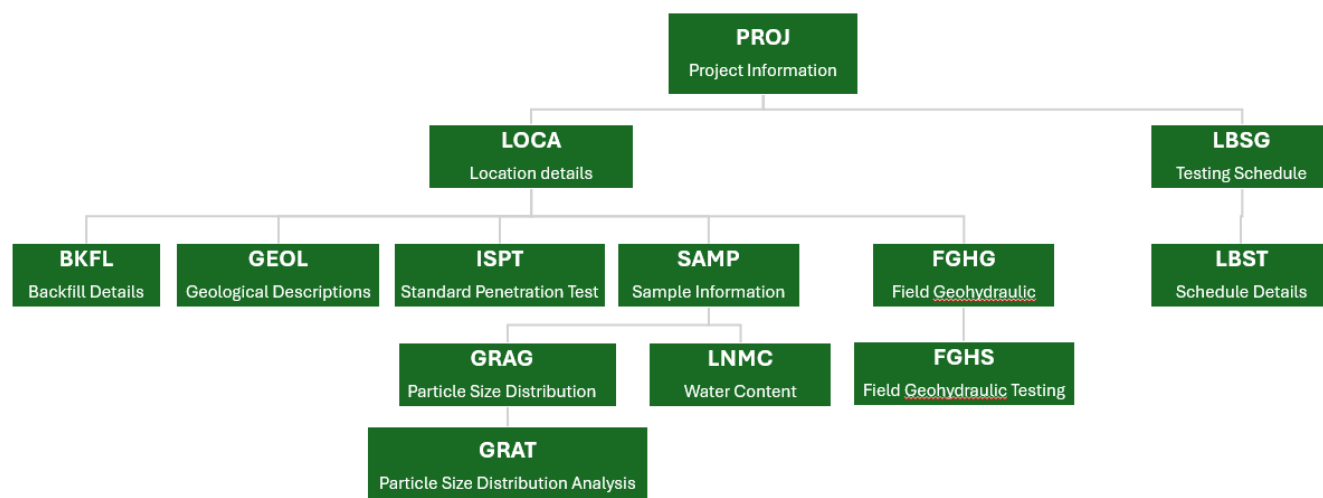 PROJ
Project Information
LOCA
Location details
LBSG
Testing Schedule
BKFL
Backfill Details
GEOL
Geological Descriptions
ISPT
Standard Penetration Test
SAMP
Sample Information
FGHG
Field Geohydraulic
LBST
Schedule Details
GRAG
Particle Size Distribution
LNMC
Water Content
FGHS
Field Geohydraulic Testing
GRAT
Particle Size Distribution Analysis